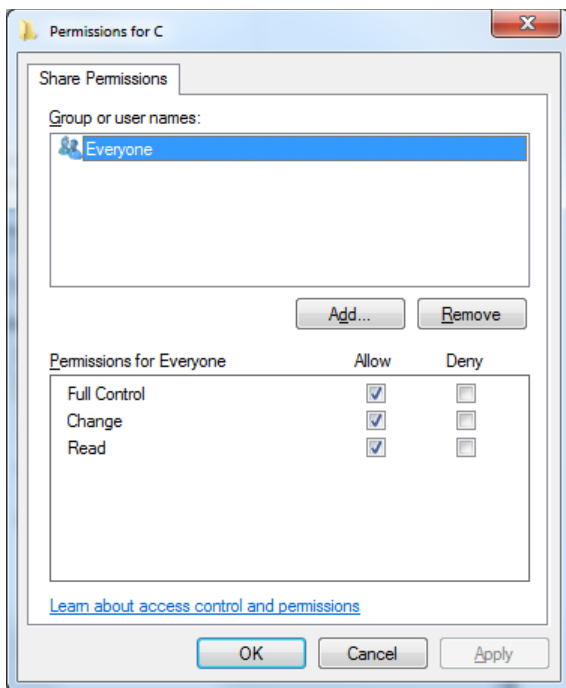 Permissions for C
X
Share Permissions
Group or user names:
Everyone
Add... Remove
Permissions for Everyone Allow Deny
Full Control
Change
Read
Learn about access control and permissions
OK Cancel Apply